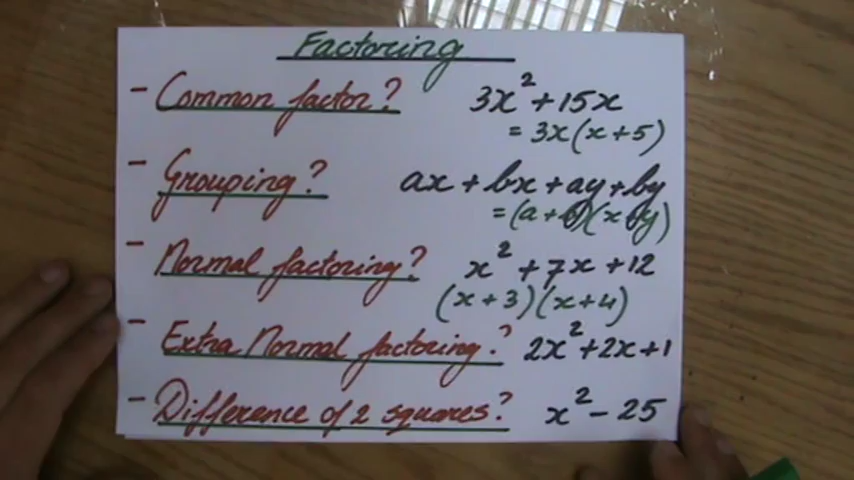 Factoring
- Common factor? 3x² + 15x
= 3x(x+5)
- Grouping? ax + bx + ay + by
= (a+b)(x+y)
- Normal factoring? x² + 7x + 12
(x+3)(x+4)
- Extra Normal factoring? 2x² + 2x + 1
- Difference of 2 squares? x² - 25